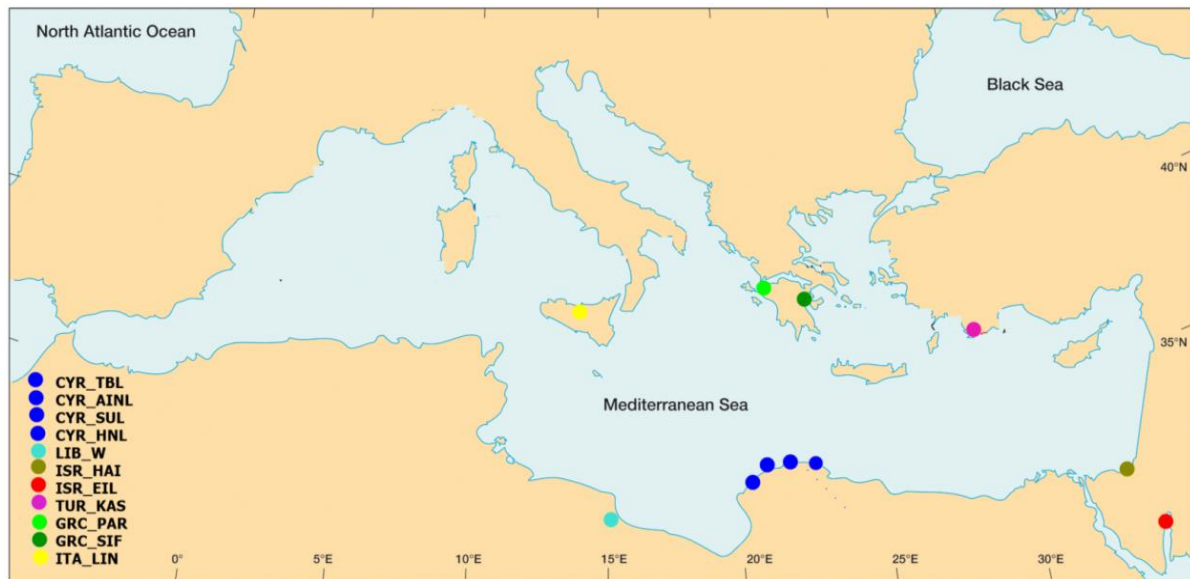 North Atlantic Ocean
Black Sea
40°N
35°N
Mediterranean Sea
CYR_TBL
CYR_AINL
CYR_SUL
CYR_HNL
LIB_W
ISR_HAI
ISR_EIL
TUR_KAS
GRC_PAR
GRC_SIF
ITA_LIN
0° 5°E 10°E 15°E 20°E 25°E 30°E